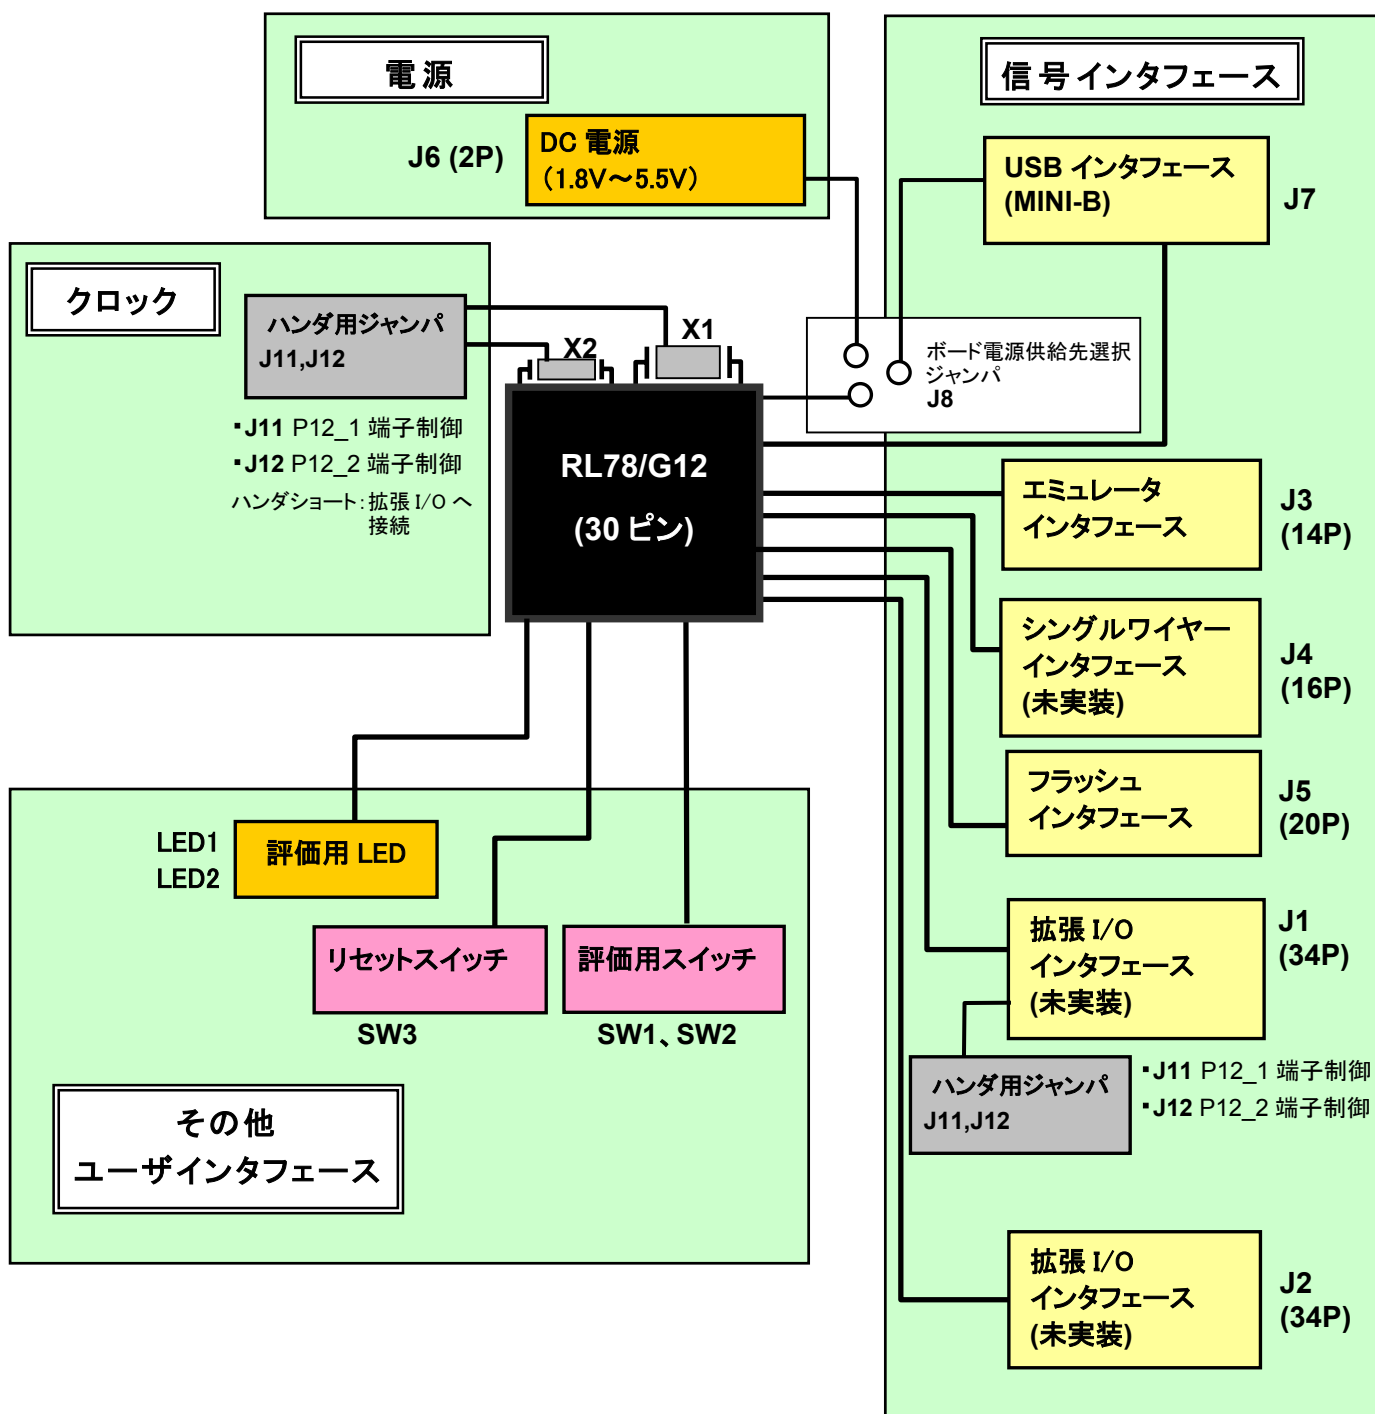 電源
J6 (2P)
DC 電源
(1.8V～5.5V)
信号インタフェース
USB インタフェース
(MINI-B)
J7
クロック
ハンダ用ジャンパ
J11,J12
X2
X1
▪J11 P12_1 端子制御
▪J12 P12_2 端子制御
ハンダショート:拡張 I/O へ
接続
ボード電源供給先選択
ジャンパ
J8
RL78/G12
(30 ピン)
エミュレータ
インタフェース
J3
(14P)
シングルワイヤー
インタフェース
(未実装)
J4
(16P)
フラッシュ
インタフェース
J5
(20P)
拡張 I/O
インタフェース
(未実装)
J1
(34P)
ハンダ用ジャンパ
J11,J12
▪J11 P12_1 端子制御
▪J12 P12_2 端子制御
拡張 I/O
インタフェース
(未実装)
J2
(34P)
LED1
LED2
評価用 LED
リセットスイッチ
SW3
評価用スイッチ
SW1、SW2
その他
ユーザインタフェース